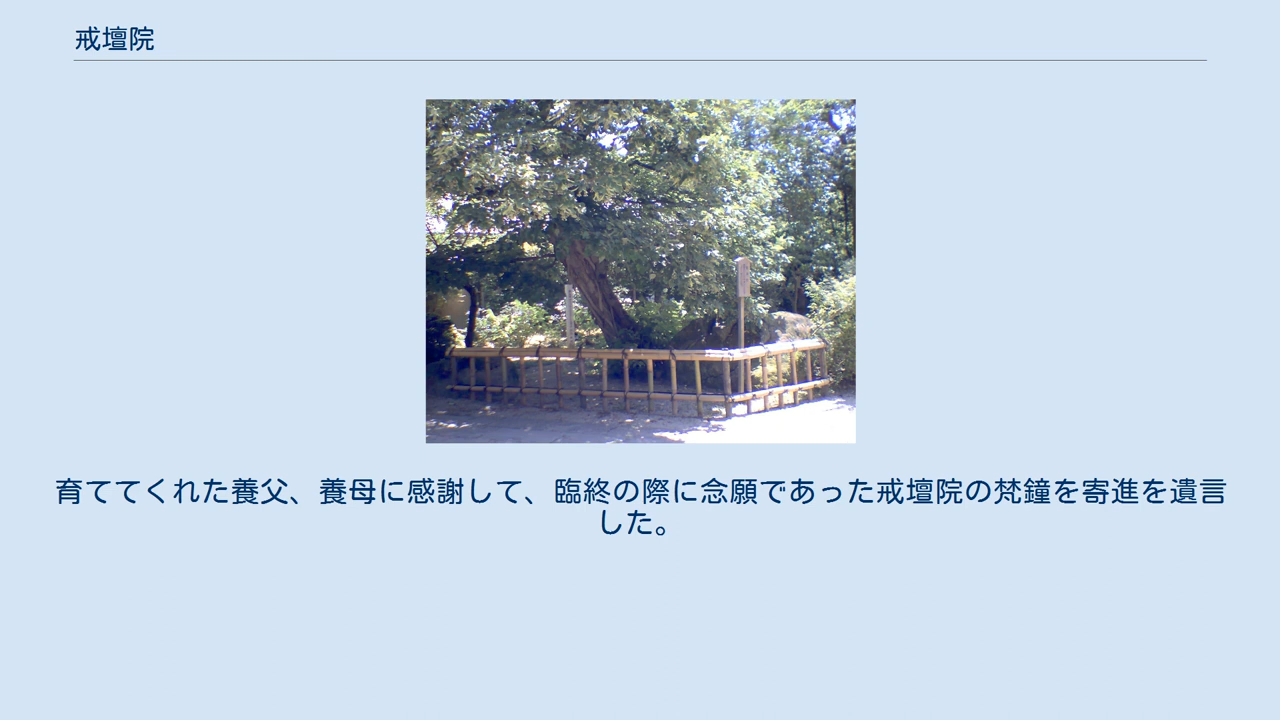 戒壇院
育ててくれた養父、養母に感謝して、臨終の際に念願であった戒壇院の梵鐘を寄進を遺言
した。